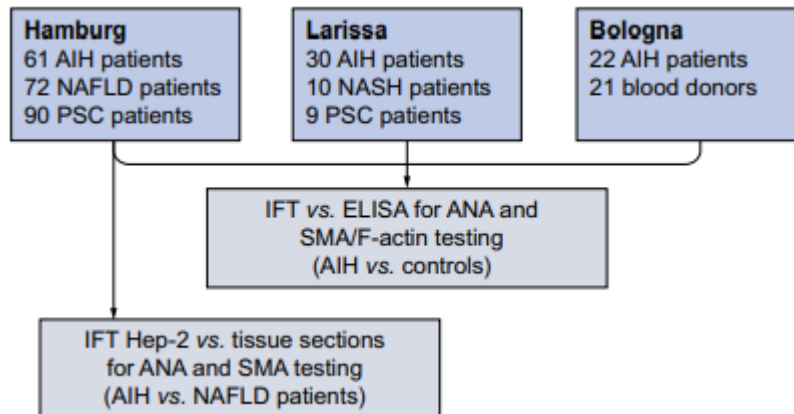 Hamburg
61 AIH patients
72 NAFLD patients
90 PSC patients
Larissa
30 AIH patients
10 NASH patients
9 PSC patients
Bologna
22 AIH patients
21 blood donors
IFT vs. ELISA for ANA and
SMA/F-actin testing
(AIH vs. controls)
IFT Hep-2 vs. tissue sections
for ANA and SMA testing
(AIH vs. NAFLD patients)